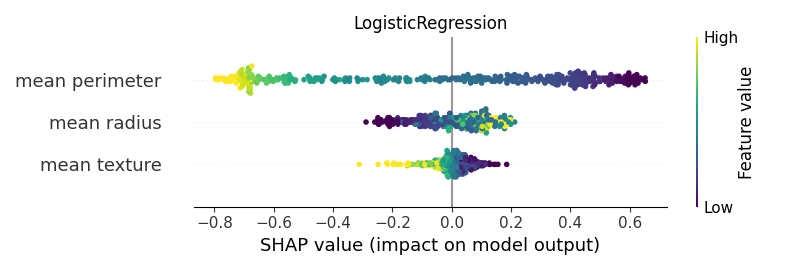 LogisticRegression
High
mean perimeter
mean radius
mean texture
Feature value
Low
−0.8 −0.6 −0.4 −0.2 0.0 0.2 0.4 0.6
SHAP value (impact on model output)